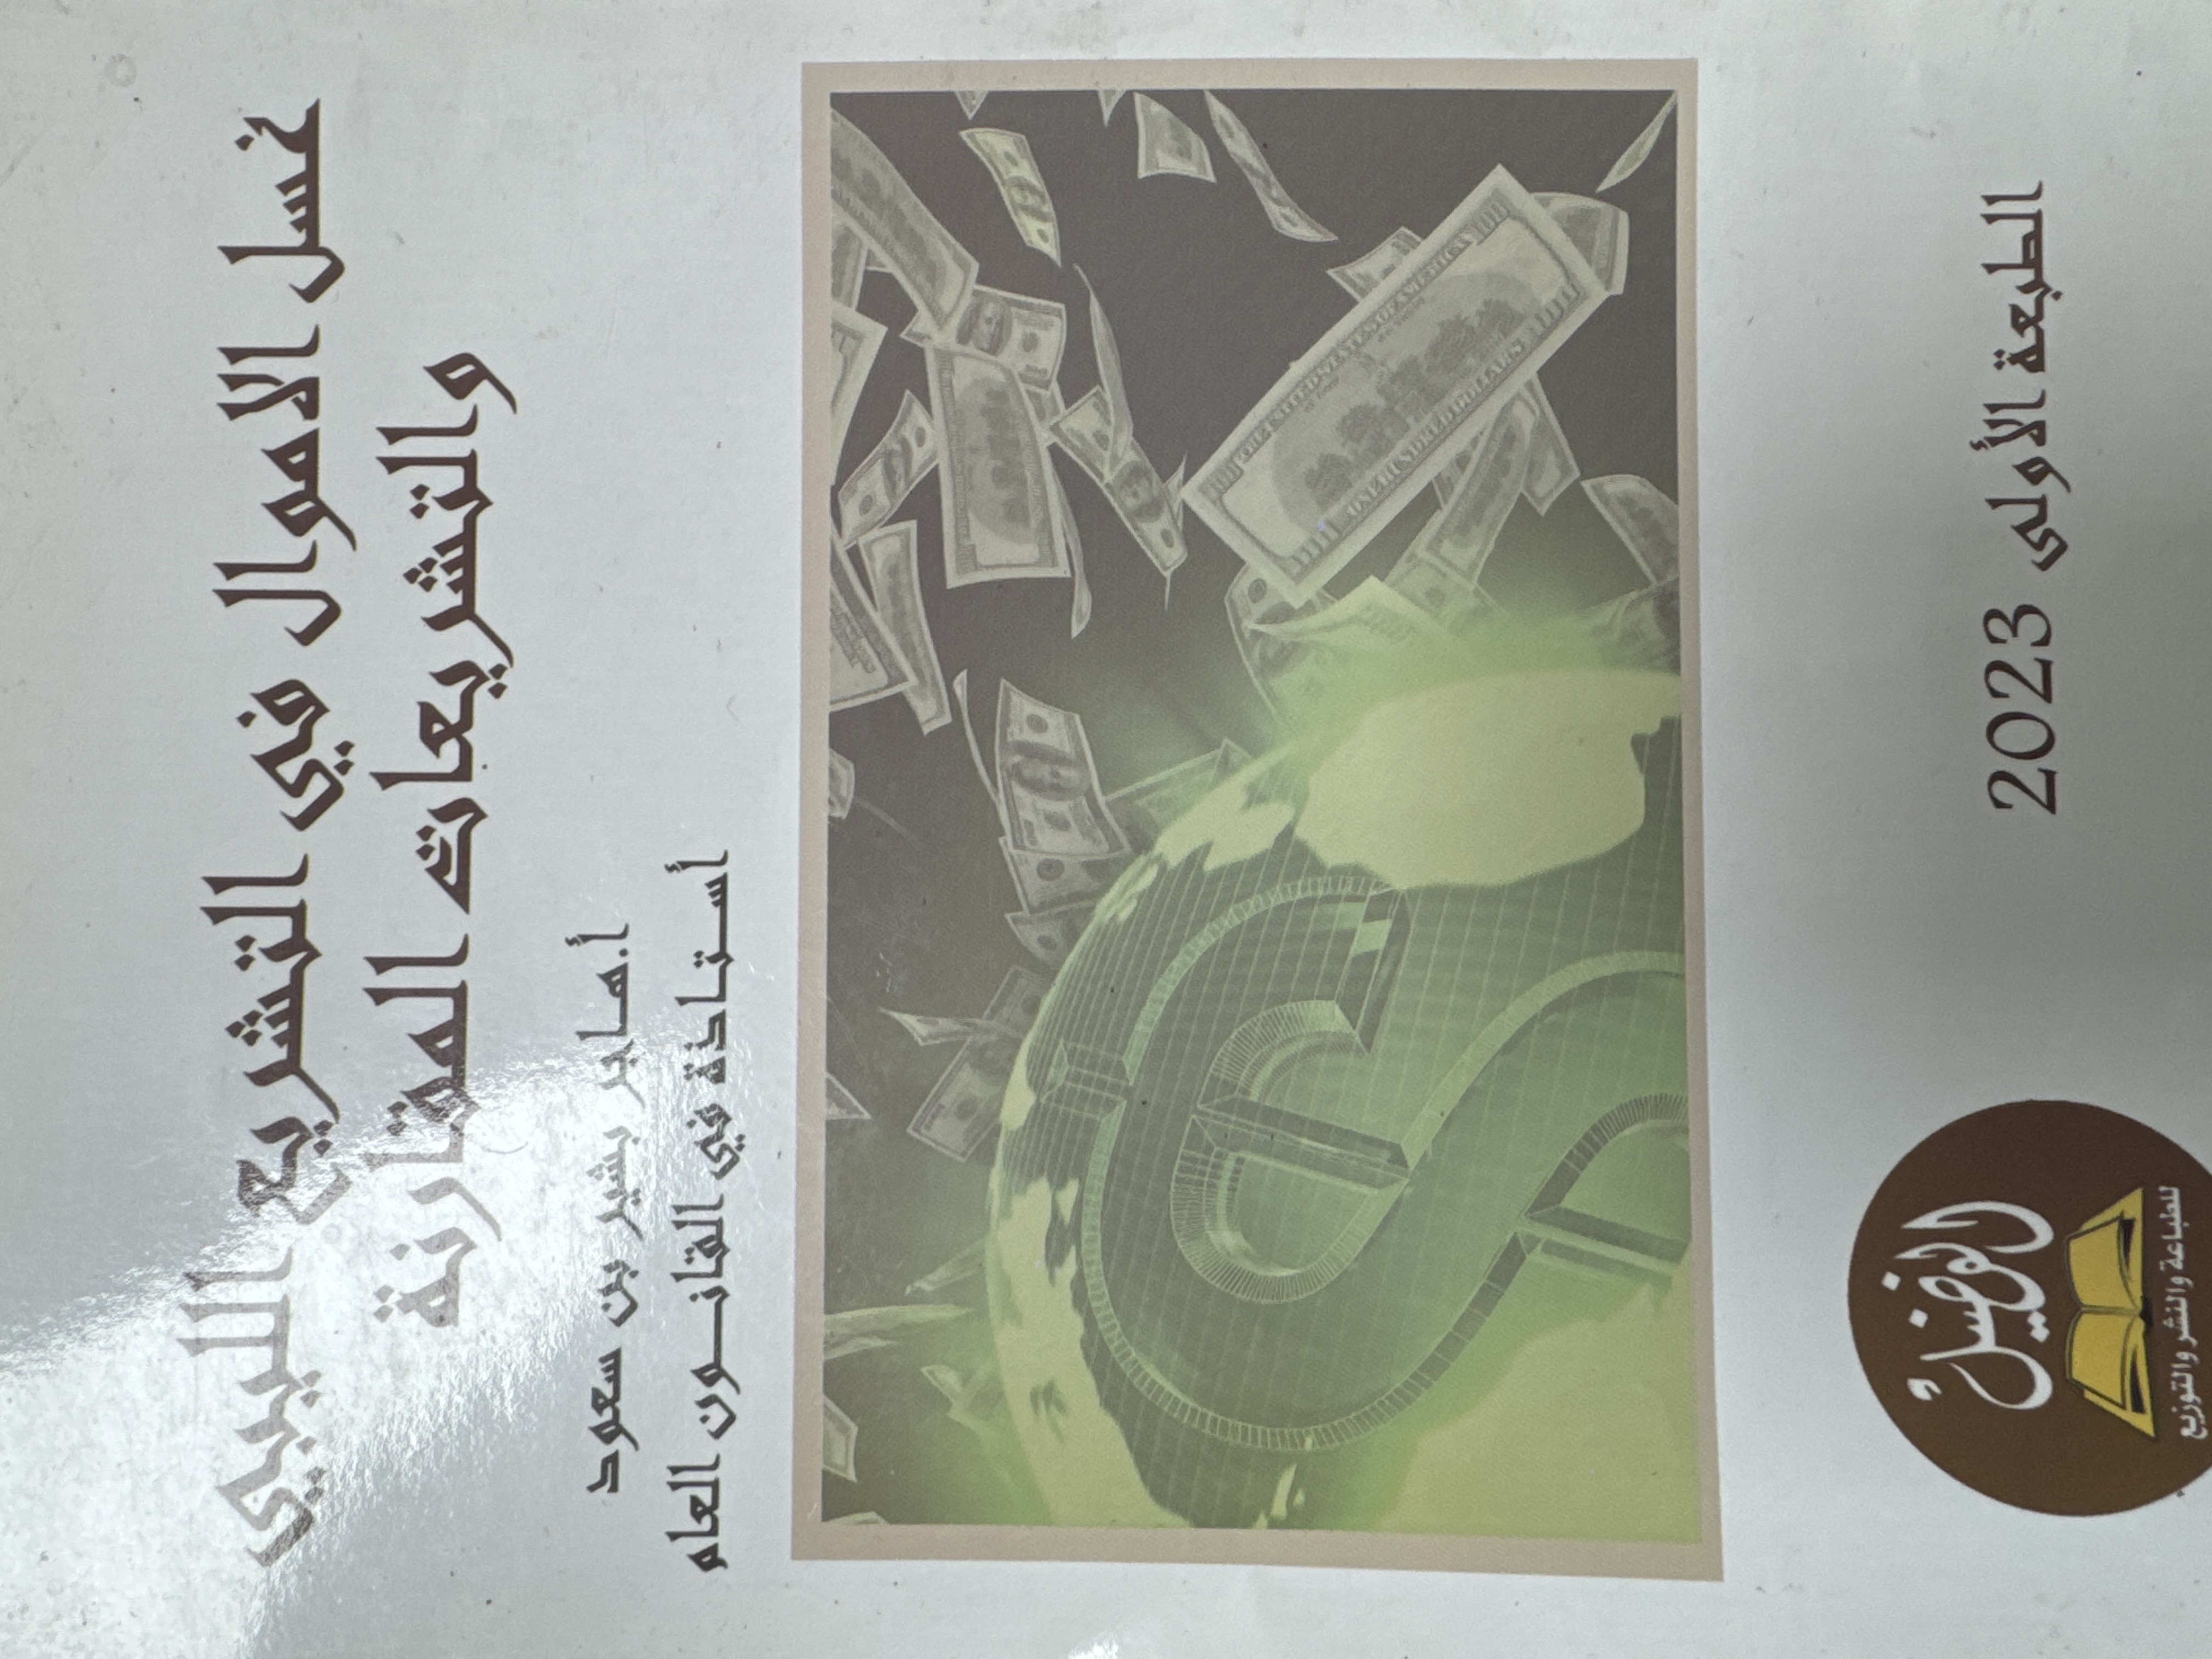 غسل الاموال في التشريع الليبي
والتشريعات المقارنة
أ.هاير بشير بن سعود
أستاذة في القانون العام
الطبعة الأولى 2023
الفضيل
للطباعة والنشر والتوزيع